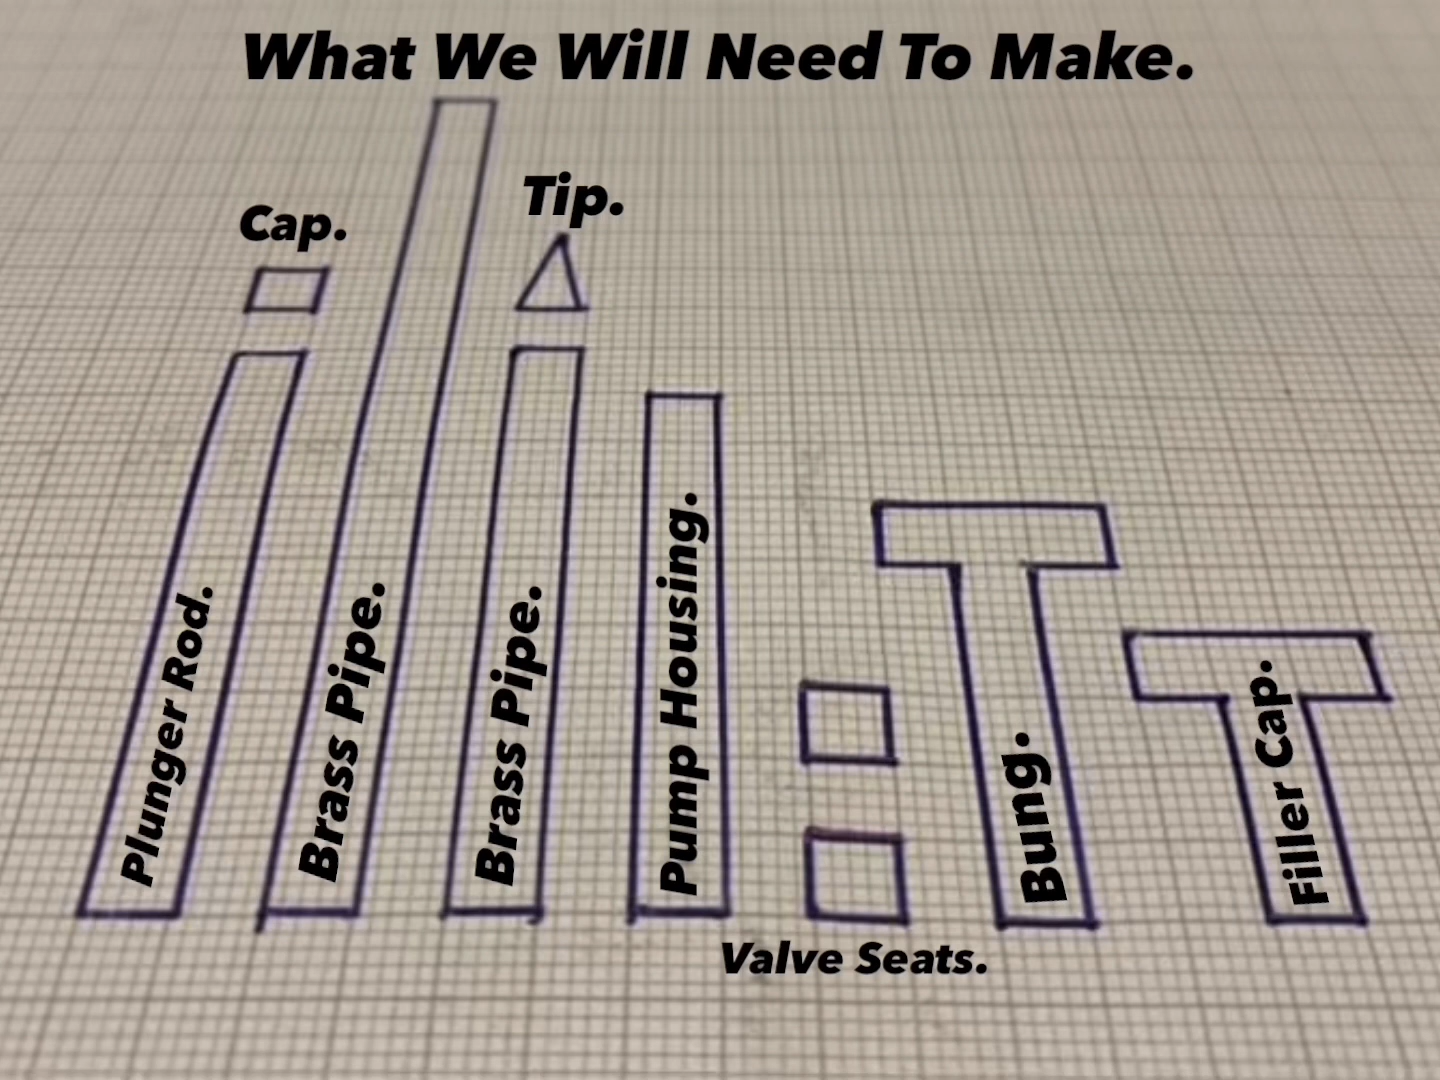 What We Will Need To Make.
Cap.
Tip.
Plunger Rod.
Brass Pipe.
Brass Pipe.
Pump Housing.
Valve Seats.
Bung.
Filler Cap.